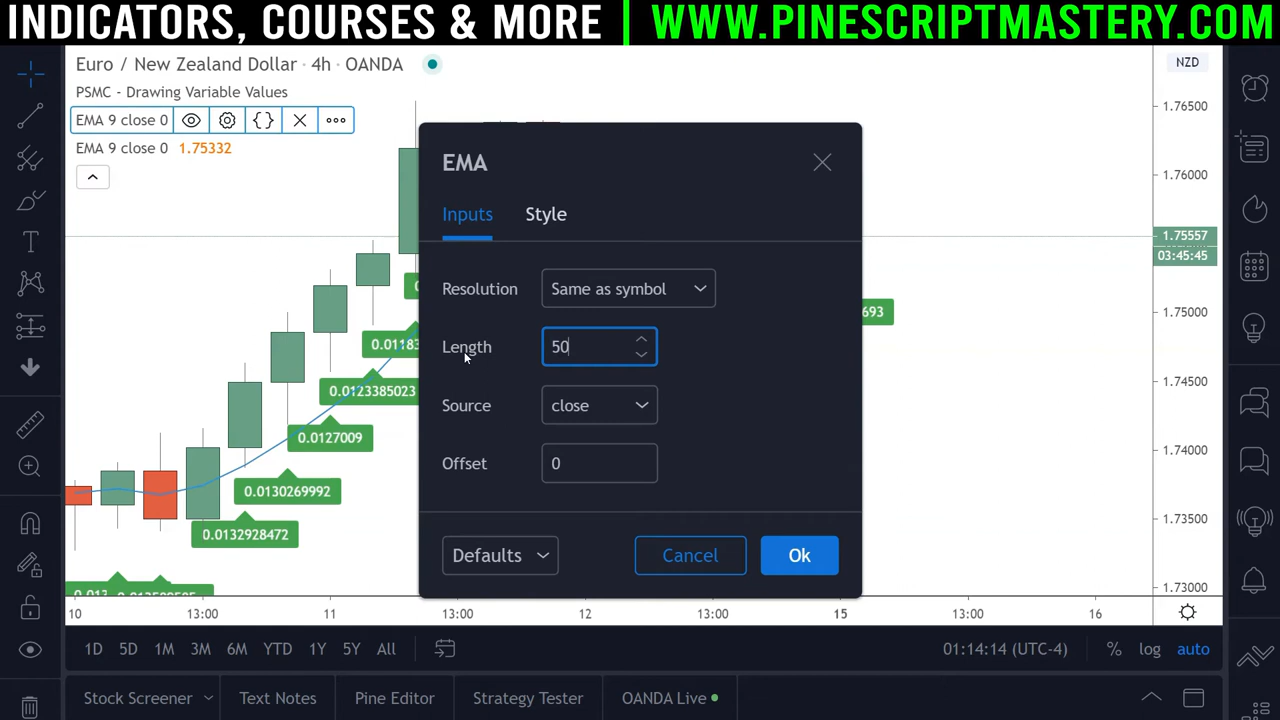 INDICATORS, COURSES & MORE | WWW.PINESCRIPTMASTERY.COM
Euro / New Zealand Dollar · 4h · OANDA
NZD
PSMC - Drawing Variable Values
EMA 9 close 0
EMA 9 close 0 1.75332
EMA
Inputs Style
Resolution Same as symbol
Length 50
Source close
Offset 0
Defaults Cancel Ok
1.76500
1.76000
1.75557
03:45:45
1.75000
1.74500
1.74000
1.73500
1.73000
693
0.01183
0.0123385023
0.0127009
0.0130269992
0.0132928472
10 13:00 11 13:00 12 13:00 15 13:00 16
1D 5D 1M 3M 6M YTD 1Y 5Y All 01:14:14 (UTC-4) % log auto
Stock Screener Text Notes Pine Editor Strategy Tester OANDA Live